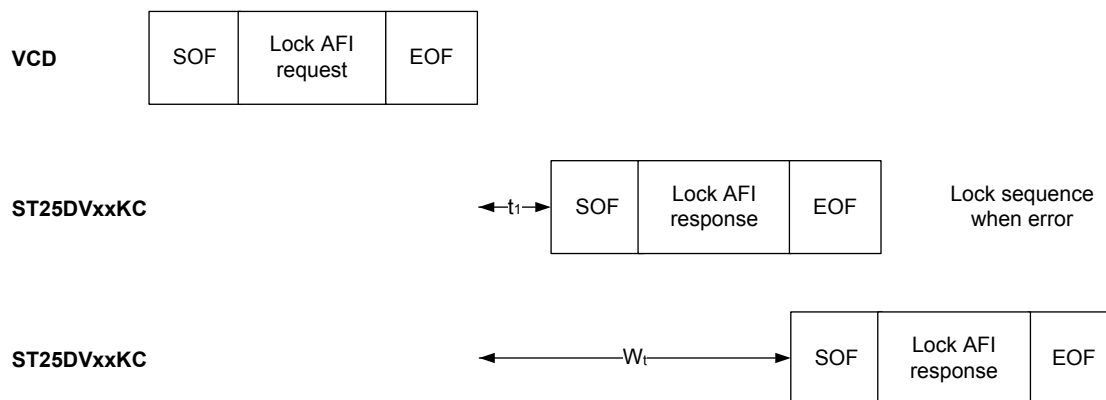 VCD
SOF
Lock AFI
request
EOF
ST25DVxxKC
t1
SOF
Lock AFI
response
EOF
Lock sequence
when error
ST25DVxxKC
Wt
SOF
Lock AFI
response
EOF